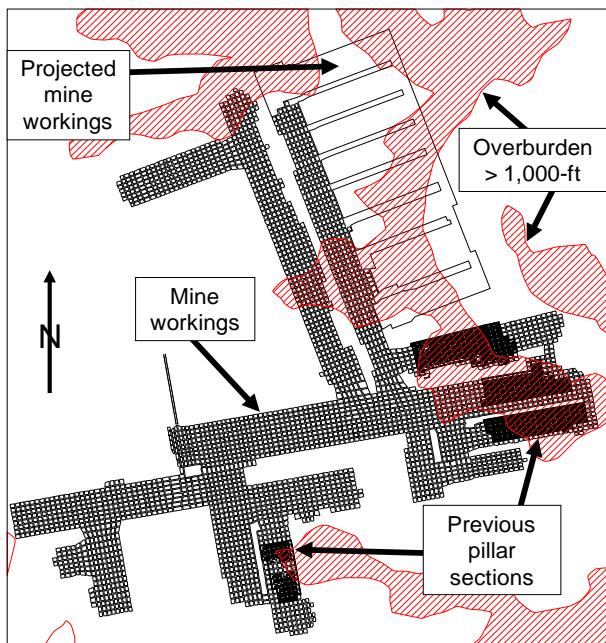 Projected
mine
workings
Overburden
> 1,000-ft
N
Mine
workings
Previous
pillar
sections